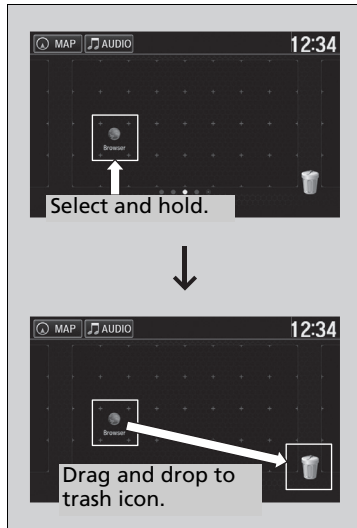 MAP AUDIO 12:34
Browser
Select and hold.
MAP AUDIO 12:34
Browser
Drag and drop to
trash icon.